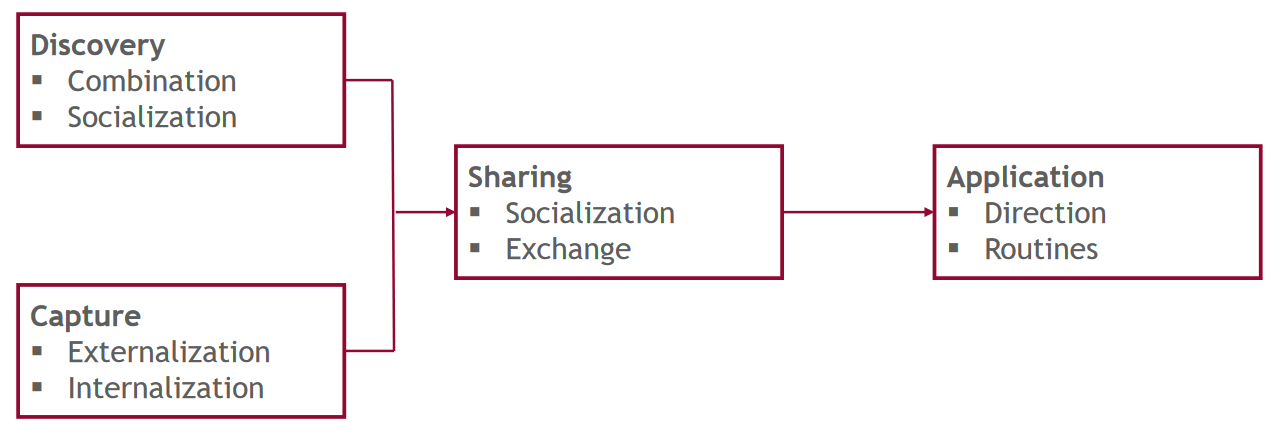 Discovery
▪ Combination
▪ Socialization
Capture
▪ Externalization
▪ Internalization
Sharing
▪ Socialization
▪ Exchange
Application
▪ Direction
▪ Routines